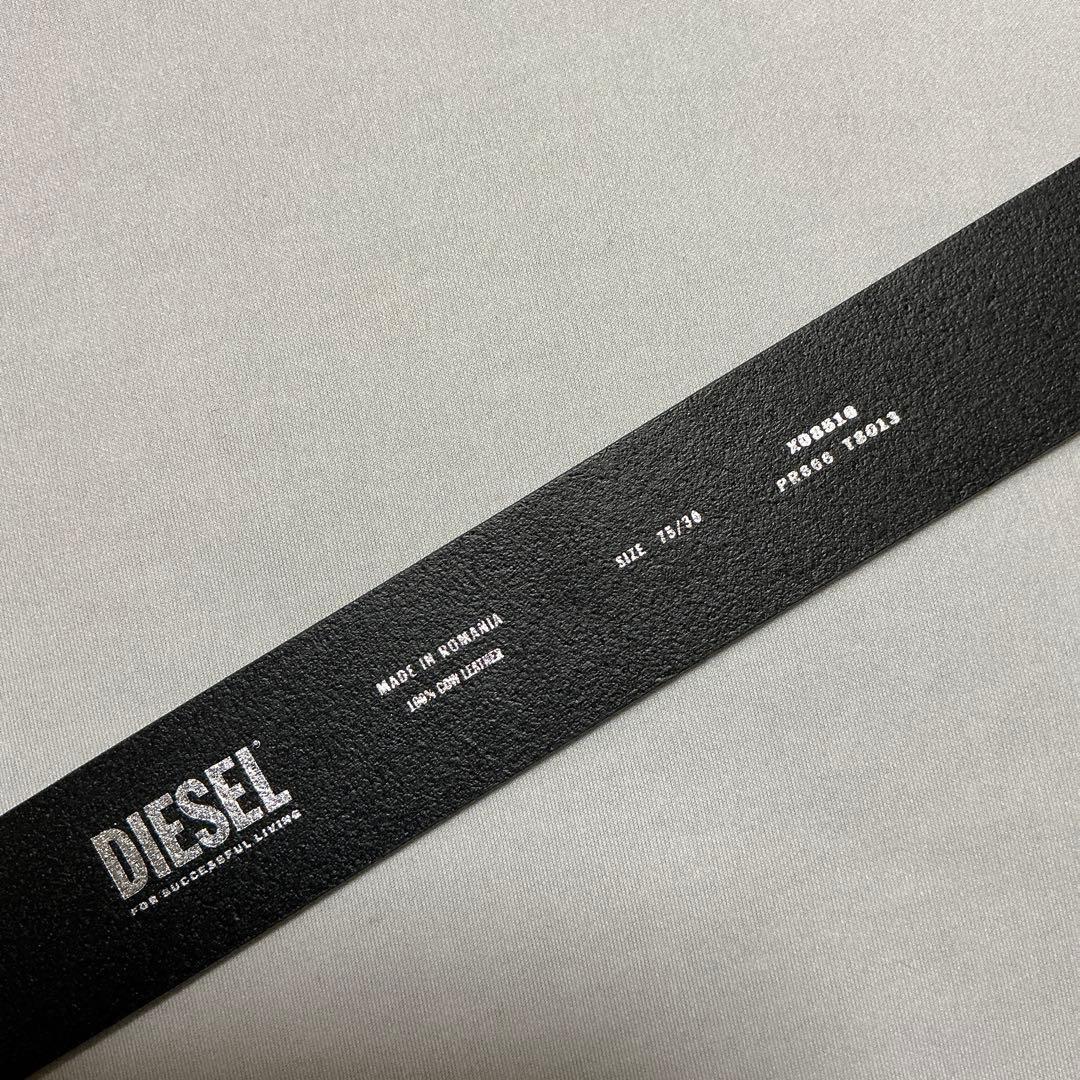 DIESEL
FOR SUCCESSFUL LIVING
MADE IN ROMANIA
100% COW LEATHER
SIZE 75/30
X08516
PR666 T8013